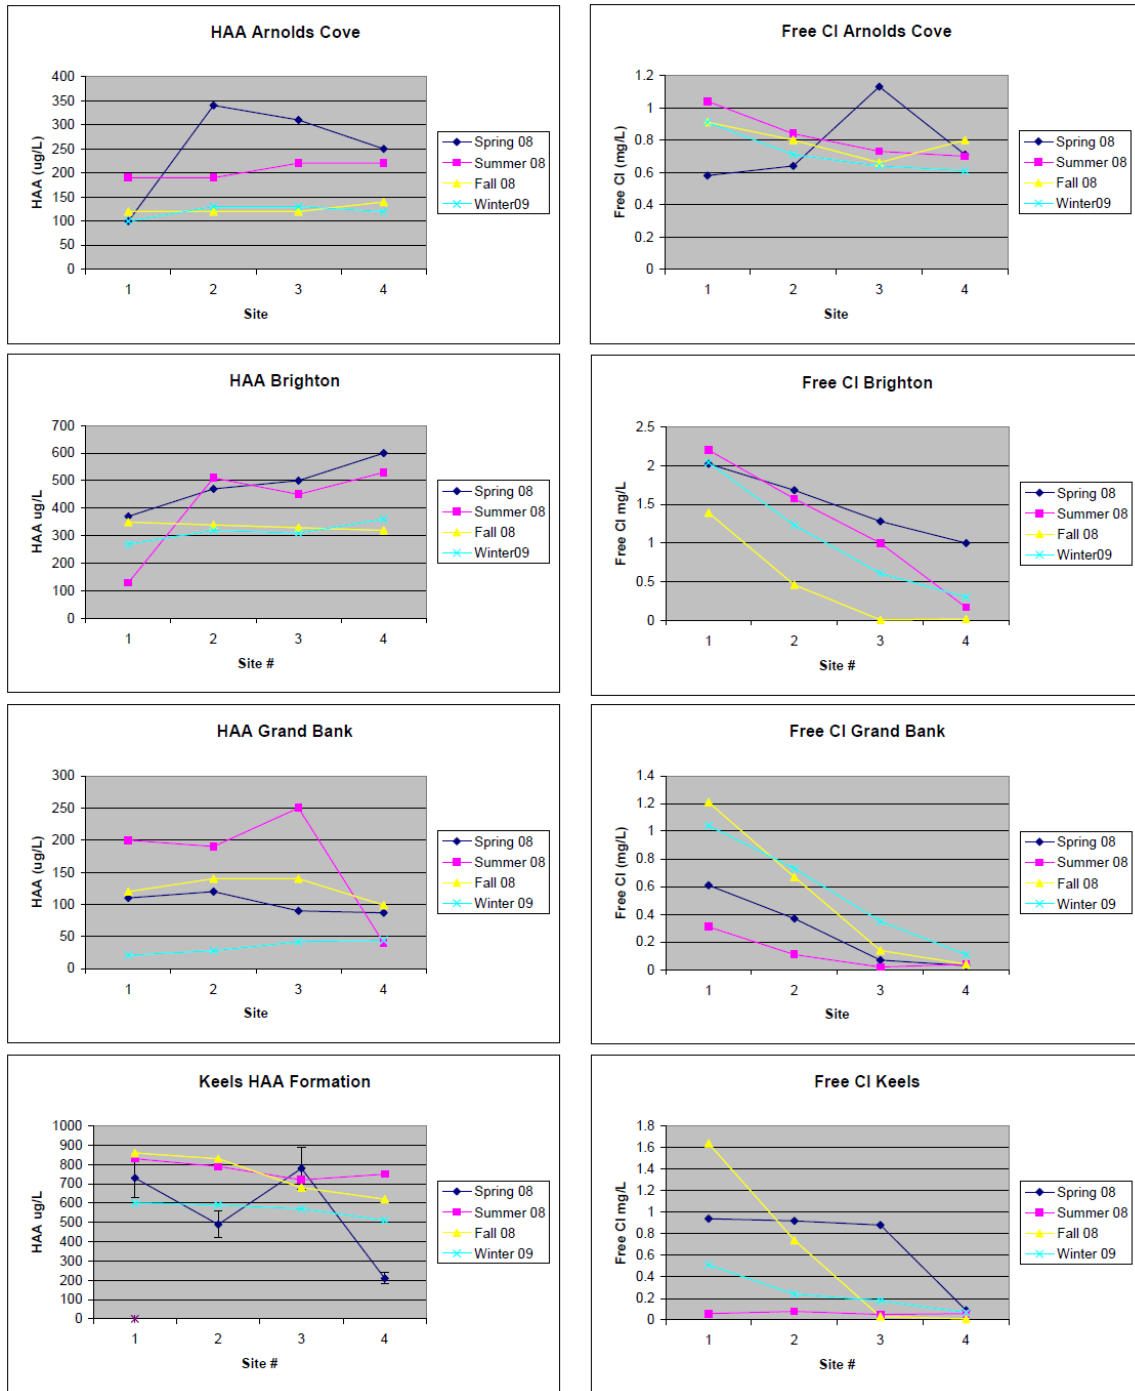 HAA Arnolds Cove
400
350
300
250
200
150
100
50
0
HAA (ug/L)
1 2 3 4
Site
Spring 08
Summer 08
Fall 08
Winter09
Free Cl Arnolds Cove
1.2
1
0.8
0.6
0.4
0.2
0
Free Cl (mg/L)
1 2 3 4
Site
Spring 08
Summer 08
Fall 08
Winter09
HAA Brighton
700
600
500
400
300
200
100
0
HAA ug/L
1 2 3 4
Site #
Spring 08
Summer 08
Fall 08
Winter09
Free Cl Brighton
2.5
2
1.5
1
0.5
0
Free Cl mg/L
1 2 3 4
Site #
Spring 08
Summer 08
Fall 08
Winter09
HAA Grand Bank
300
250
200
150
100
50
0
HAA (ug/L)
1 2 3 4
Site
Spring 08
Summer 08
Fall 08
Winter 09
Free Cl Grand Bank
1.4
1.2
1
0.8
0.6
0.4
0.2
0
Free Cl (mg/L)
1 2 3 4
Site
Spring 08
Summer 08
Fall 08
Winter 09
Keels HAA Formation
1000
900
800
700
600
500
400
300
200
100
0
HAA ug/L
1 2 3 4
Site #
Spring 08
Summer 08
Fall 08
Winter 09
Free Cl Keels
1.8
1.6
1.4
1.2
1
0.8
0.6
0.4
0.2
0
Free Cl mg/L
1 2 3 4
Site #
Spring 08
Summer 08
Fall 08
Winter 09